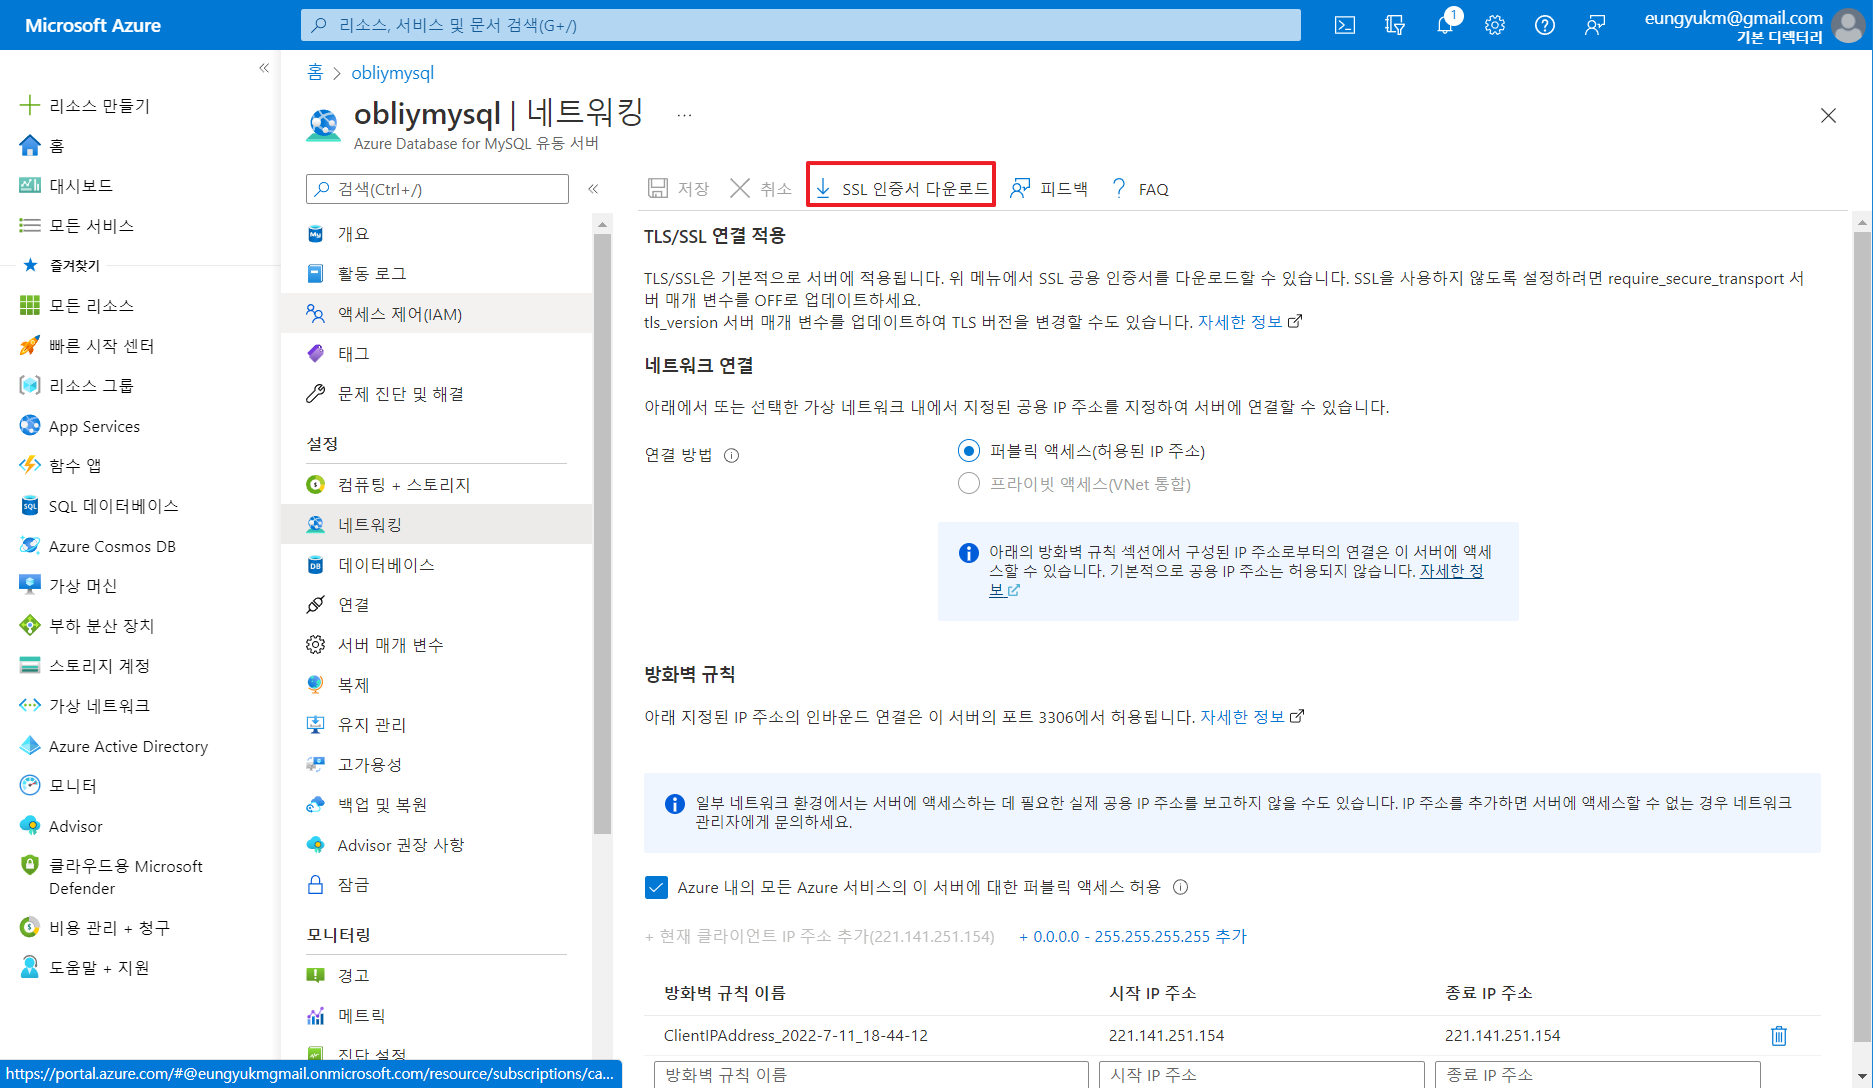 Microsoft Azure
리소스, 서비스 및 문서 검색(G+/)
1
eungyukm@gmail.com
기본 디렉터리
리소스 만들기
홈
대시보드
모든 서비스
즐겨찾기
모든 리소스
빠른 시작 센터
리소스 그룹
App Services
함수 앱
SQL 데이터베이스
Azure Cosmos DB
가상 머신
부하 분산 장치
스토리지 계정
가상 네트워크
Azure Active Directory
모니터
Advisor
클라우드용 Microsoft
Defender
비용 관리 + 청구
도움말 + 지원
홈 > obliymysql
obliymysql | 네트워킹 ...
Azure Database for MySQL 유동 서버
검색(Ctrl+/)
개요
활동 로그
액세스 제어(IAM)
태그
문제 진단 및 해결
설정
컴퓨팅 + 스토리지
네트워킹
데이터베이스
연결
서버 매개 변수
복제
유지 관리
고가용성
백업 및 복원
Advisor 권장 사항
잠금
모니터링
경고
메트릭
진단 설정
저장 취소 SSL 인증서 다운로드 피드백 FAQ
TLS/SSL 연결 적용
TLS/SSL은 기본적으로 서버에 적용됩니다. 위 메뉴에서 SSL 공용 인증서를 다운로드할 수 있습니다. SSL을 사용하지 않도록 설정하려면 require_secure_transport 서
버 매개 변수를 OFF로 업데이트하세요.
tls_version 서버 매개 변수를 업데이트하여 TLS 버전을 변경할 수도 있습니다. 자세한 정보
네트워크 연결
아래에서 또는 선택한 가상 네트워크 내에서 지정된 공용 IP 주소를 지정하여 서버에 연결할 수 있습니다.
연결 방법
퍼블릭 액세스(허용된 IP 주소)
프라이빗 액세스(VNet 통합)
아래의 방화벽 규칙 섹션에서 구성된 IP 주소로부터의 연결은 이 서버에 액세
스할 수 있습니다. 기본적으로 공용 IP 주소는 허용되지 않습니다. 자세한 정
보
방화벽 규칙
아래 지정된 IP 주소의 인바운드 연결은 이 서버의 포트 3306에서 허용됩니다. 자세한 정보
일부 네트워크 환경에서는 서버에 액세스하는 데 필요한 실제 공용 IP 주소를 보고하지 않을 수도 있습니다. IP 주소를 추가하면 서버에 액세스할 수 없는 경우 네트워크
관리자에게 문의하세요.
Azure 내의 모든 Azure 서비스의 이 서버에 대한 퍼블릭 액세스 허용
+ 현재 클라이언트 IP 주소 추가(221.141.251.154) + 0.0.0.0 - 255.255.255.255 추가
방화벽 규칙 이름 시작 IP 주소 종료 IP 주소
ClientIPAddress_2022-7-11_18-44-12 221.141.251.154 221.141.251.154
방화벽 규칙 이름 시작 IP 주소 종료 IP 주소
https://portal.azure.com/#@eungyukmgmail.onmicrosoft.com/resource/subscriptions/ca...